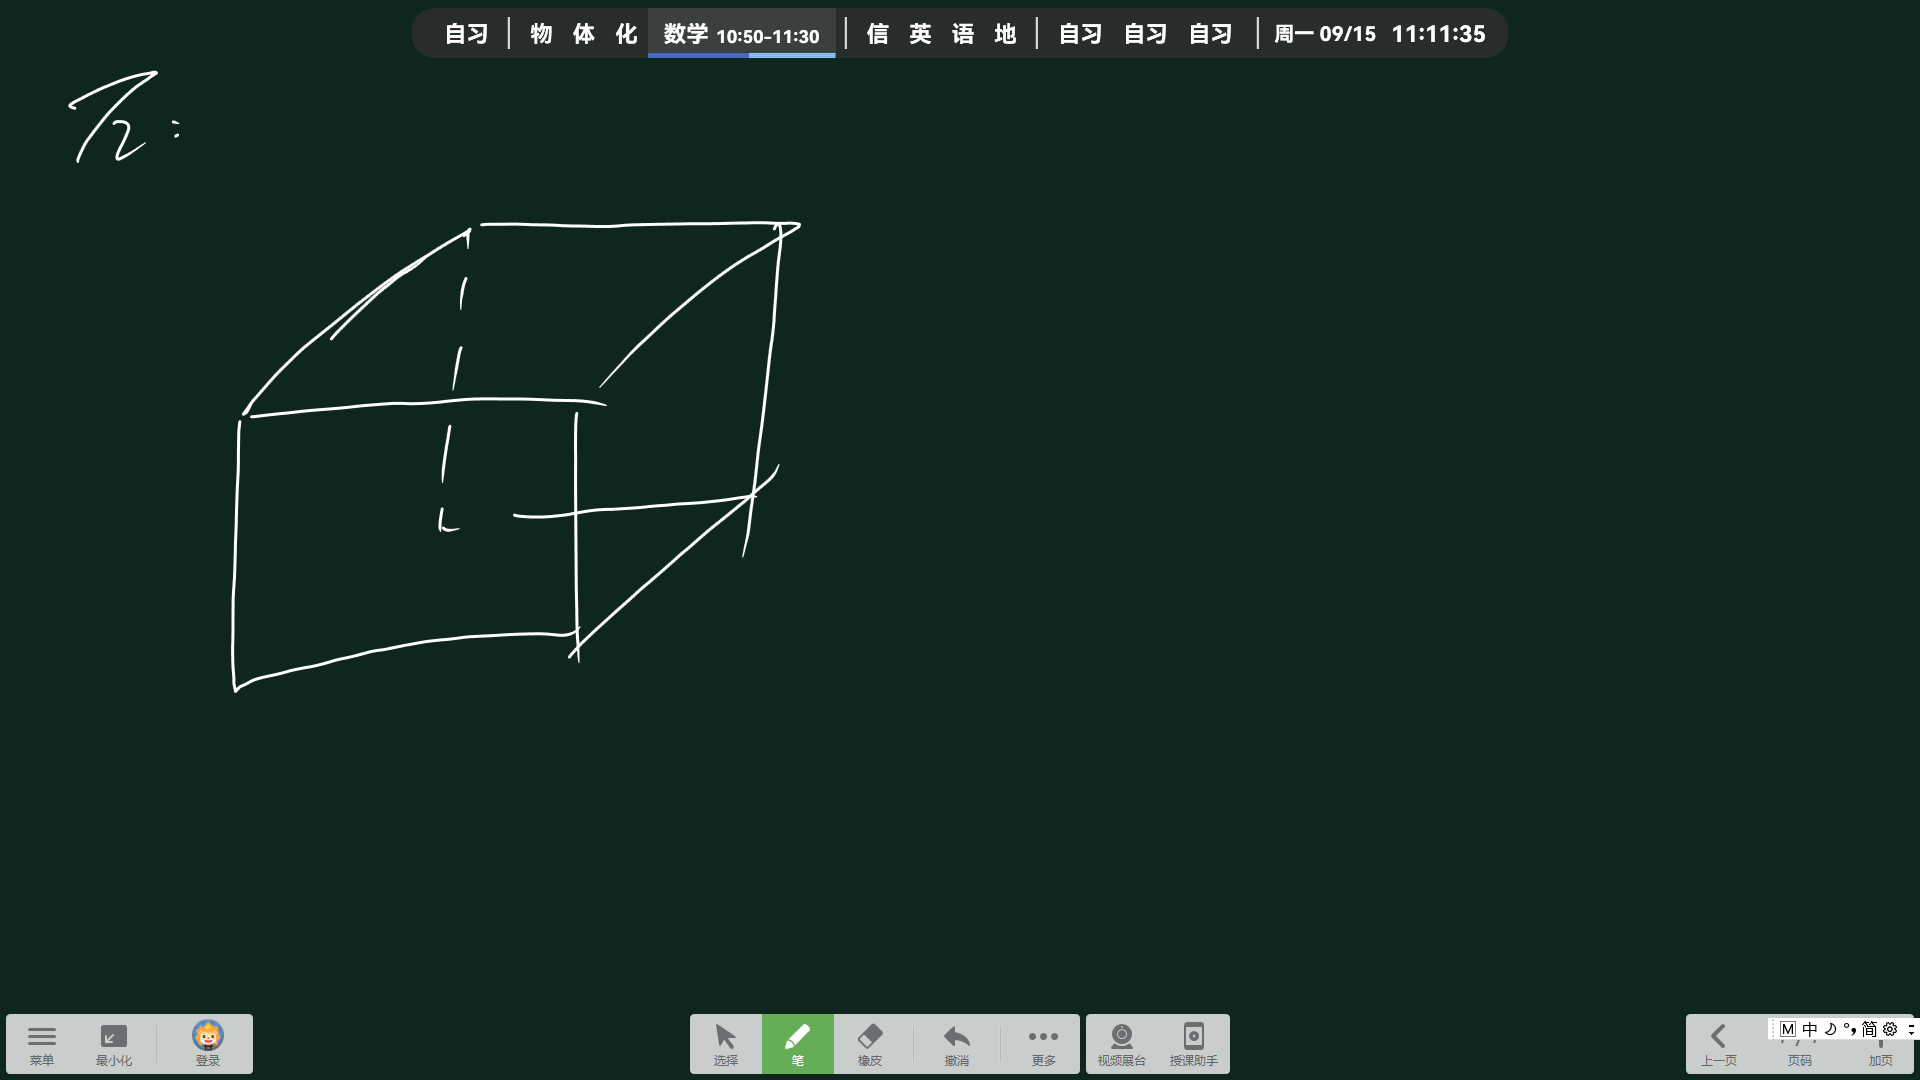 自习 | 物 体 化 数学 10:50-11:30 | 信 英 语 地 | 自习 自习 自习 | 周一 09/15 11:11:35
菜单 最小化 登录 选择 笔 橡皮 撤消 更多 视频展台 授课助手 上一页 页码 加页
M 中 简